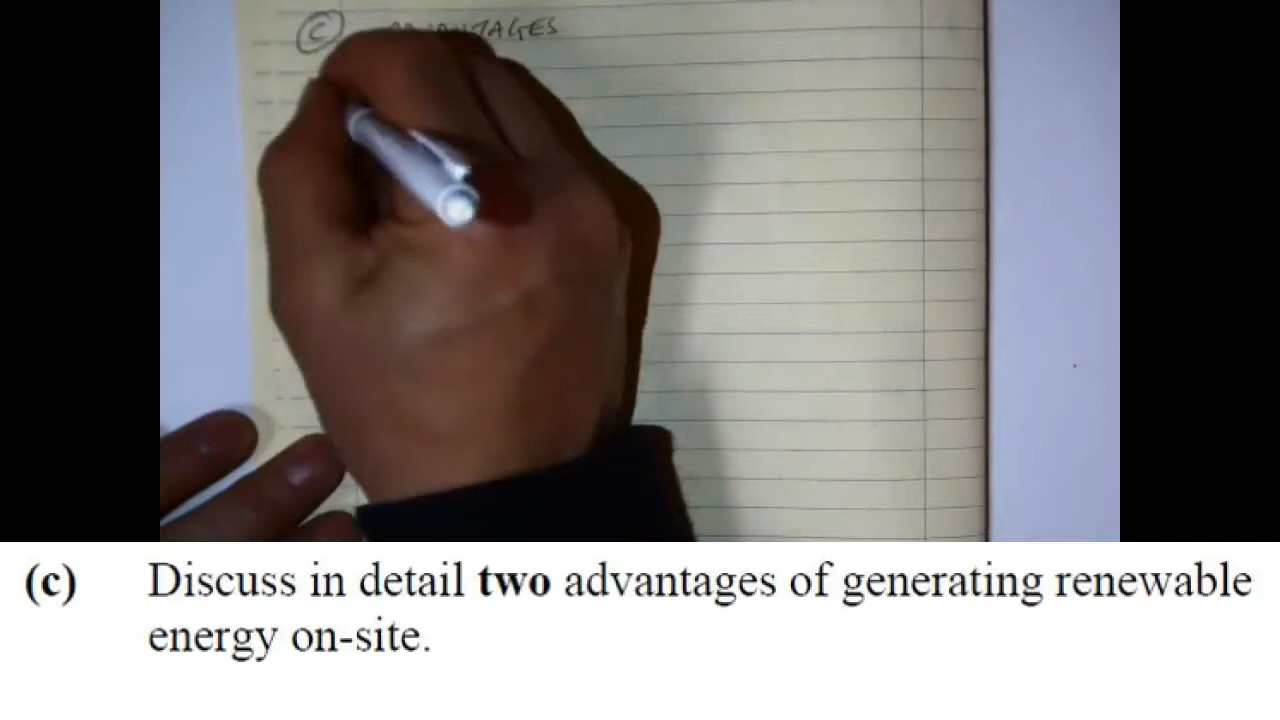 (c)
(c) Discuss in detail two advantages of generating renewable
energy on-site.